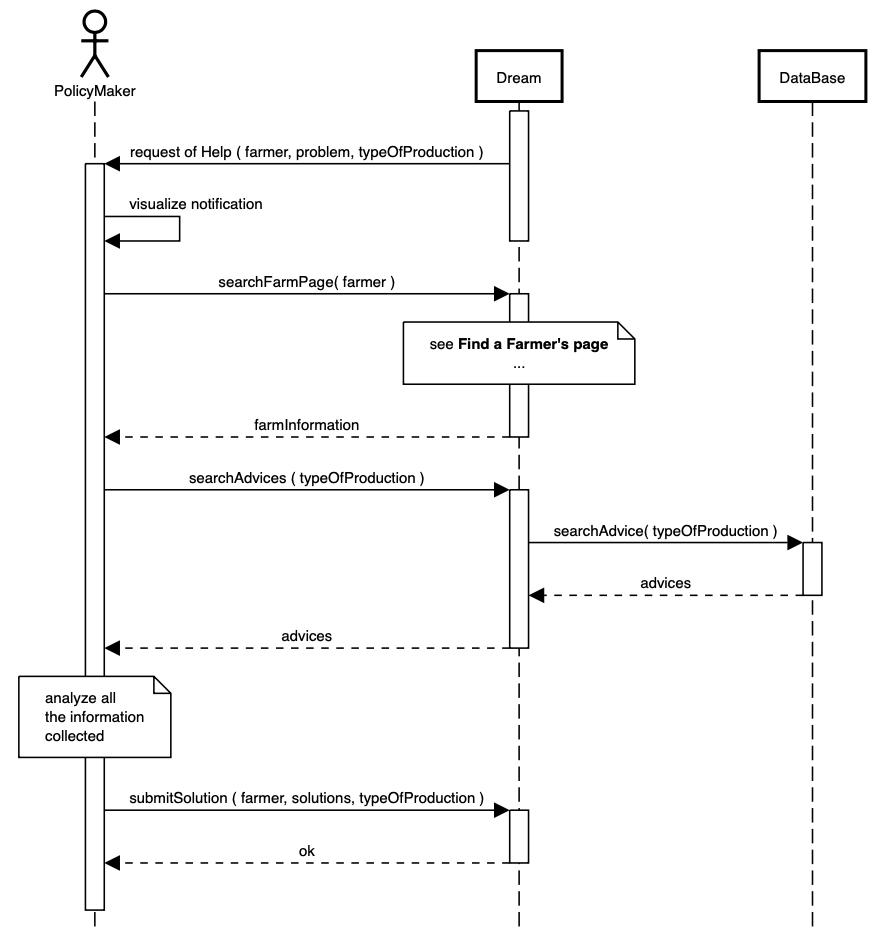 PolicyMaker
Dream
DataBase
request of Help ( farmer, problem, typeOfProduction )
visualize notification
searchFarmPage( farmer )
see Find a Farmer's page
...
farmInformation
searchAdvices ( typeOfProduction )
searchAdvice( typeOfProduction )
advices
advices
analyze all
the information
collected
submitSolution ( farmer, solutions, typeOfProduction )
ok